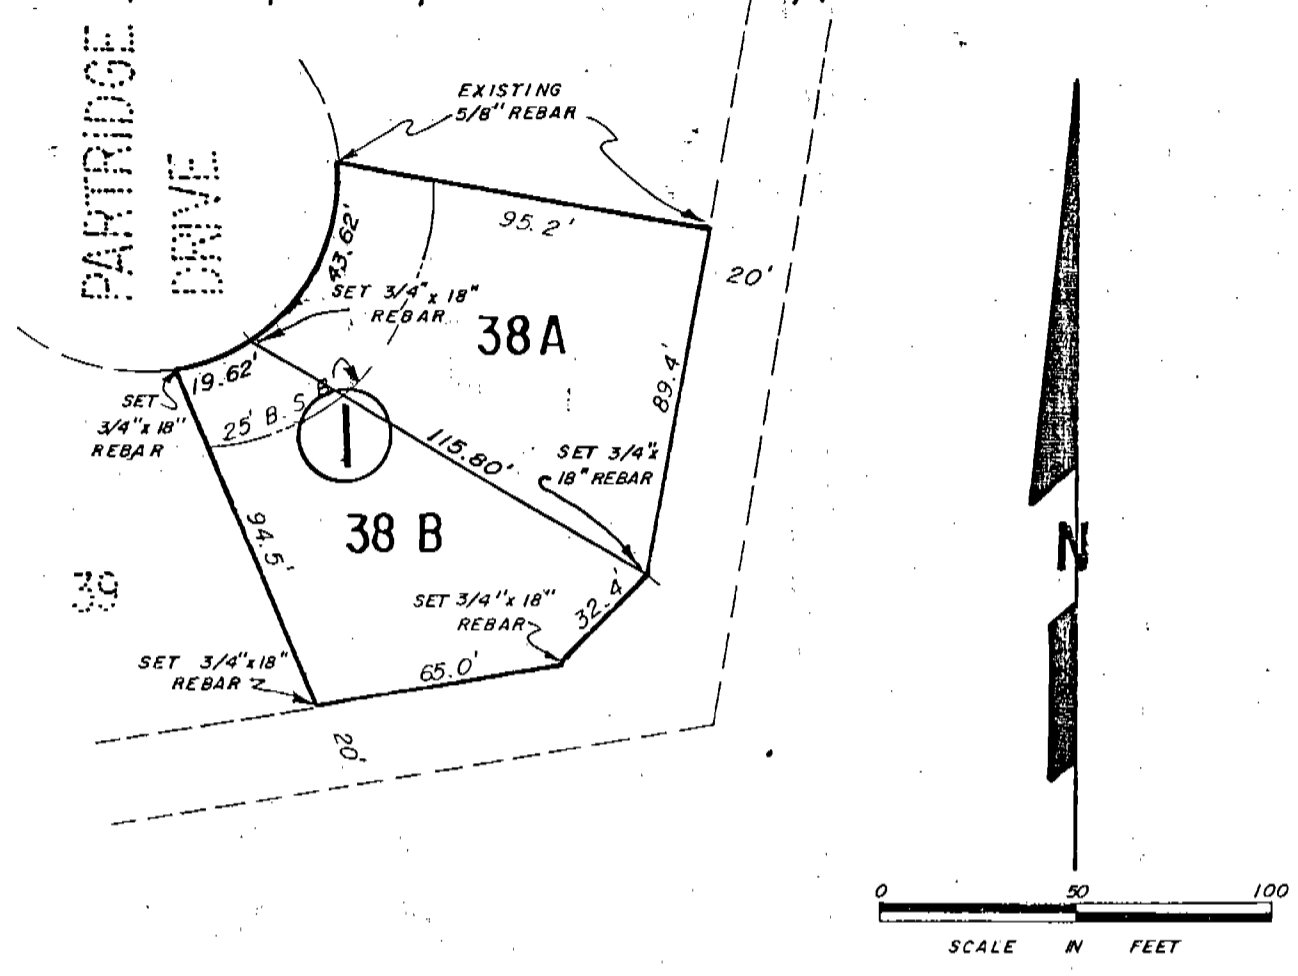 PARTRIDGE
DRIVE
EXISTING
5/8" REBAR
95.2'
43.62'
20'
SET 3/4" x 18"
REBAR
38A
19.62'
SET
3/4" x 18"
REBAR
25' B. S. B.
1
89.4'
115.80'
SET 3/4" x
18" REBAR
94.5'
38 B
39
SET 3/4" x 18"
REBAR
32.4'
SET 3/4" x 18"
REBAR
65.0'
20'
N
0 50 100
SCALE IN FEET